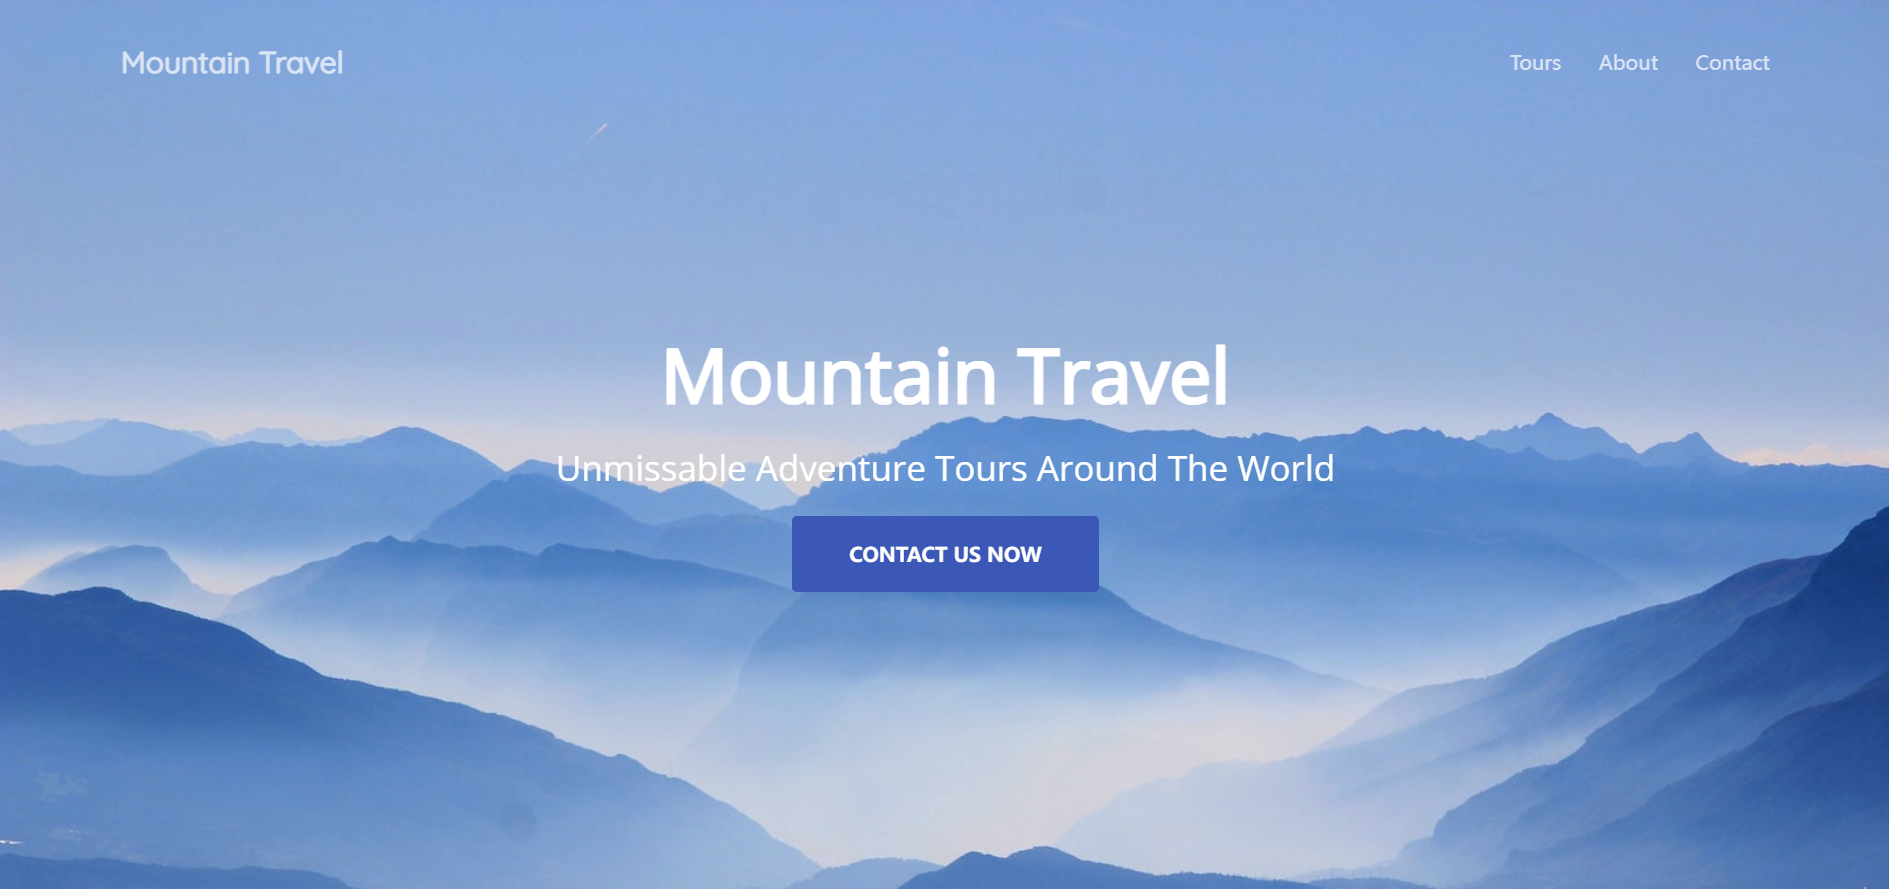 Mountain Travel
Tours About Contact
Mountain Travel
Unmissable Adventure Tours Around The World
CONTACT US NOW